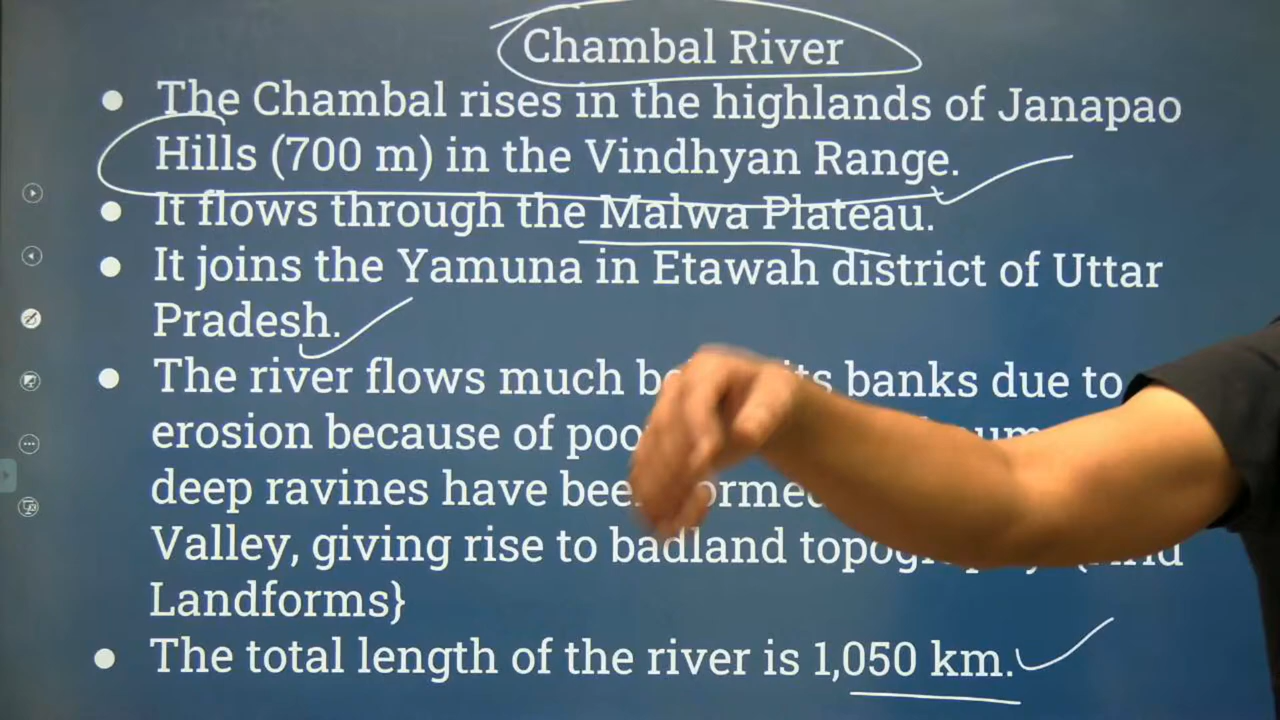 Chambal River
● The Chambal rises in the highlands of Janapao
Hills (700 m) in the Vindhyan Range.
● It flows through the Malwa Plateau.
● It joins the Yamuna in Etawah district of Uttar
Pradesh.
● The river flows much its banks due to
erosion because of
deep ravines have
Valley, giving rise to badland
Landforms}
● The total length of the river is 1,050 km.